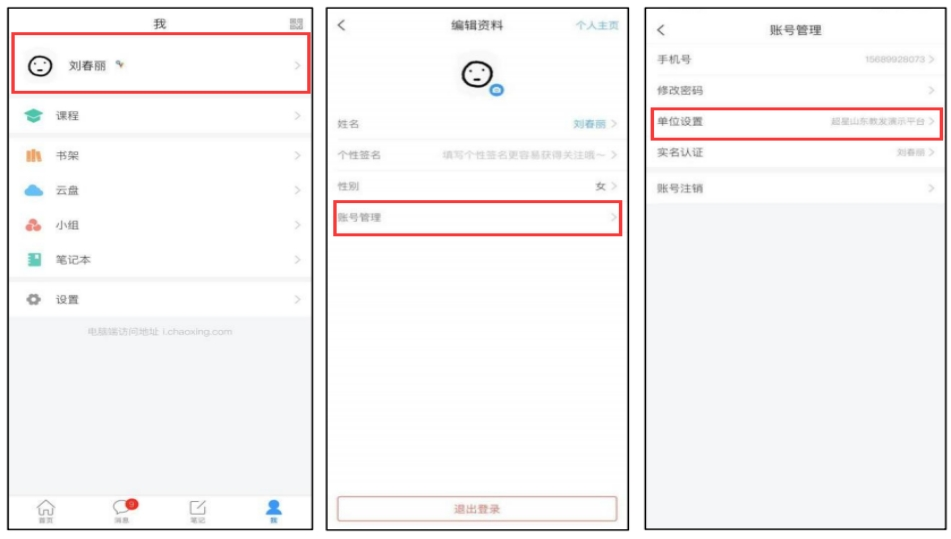 我
刘春丽
课程
书架
云盘
小组
笔记本
设置
电脑端访问地址 i.chaoxing.com
首页
消息
9
笔记
我
编辑资料
个人主页
姓名
刘春丽
个性签名
填写个性签名更容易获得关注哦~
性别
女
账号管理
退出登录
账号管理
手机号
15689928073
修改密码
单位设置
超星山东教发演示平台
实名认证
刘春丽
账号注销